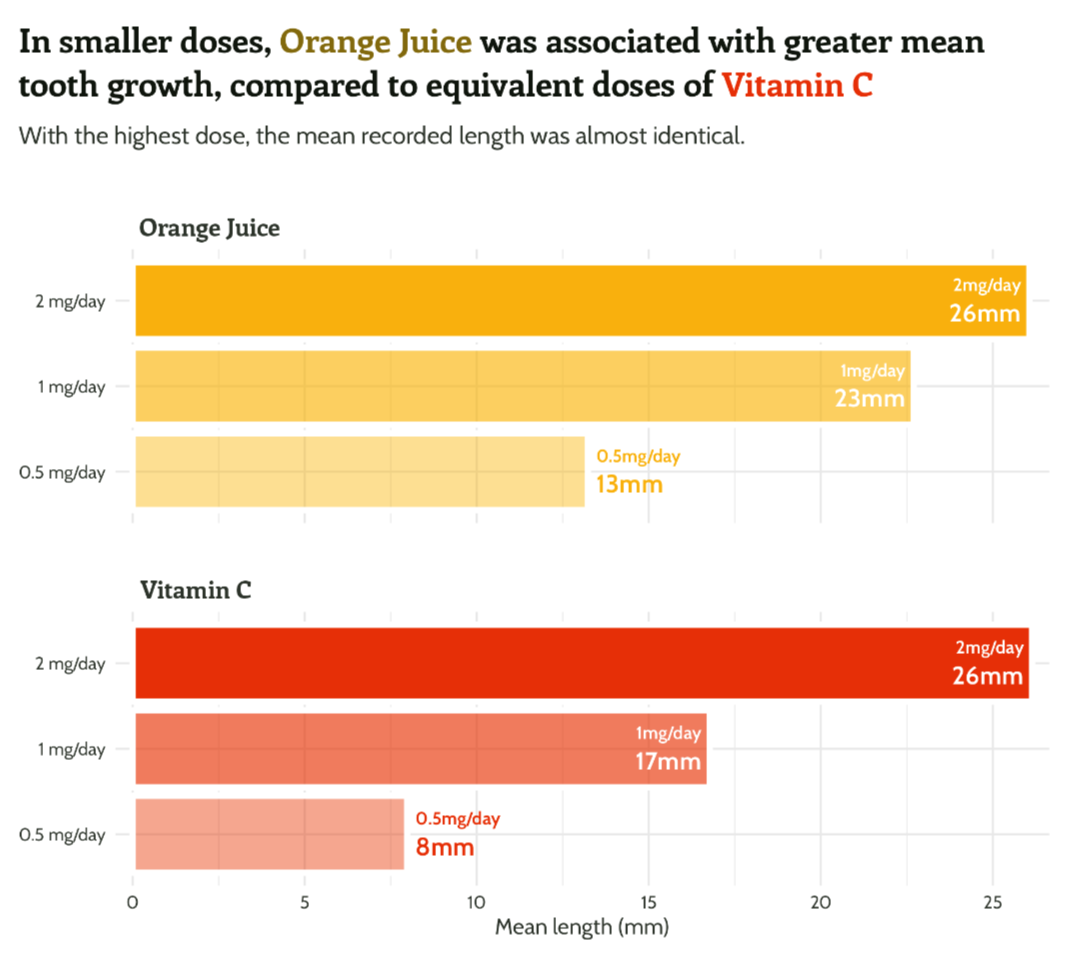 In smaller doses, Orange Juice was associated with greater mean
tooth growth, compared to equivalent doses of Vitamin C
With the highest dose, the mean recorded length was almost identical.
Orange Juice
2 mg/day
2mg/day
26mm
1 mg/day
1mg/day
23mm
0.5 mg/day
0.5mg/day
13mm
Vitamin C
2 mg/day
2mg/day
26mm
1 mg/day
1mg/day
17mm
0.5 mg/day
0.5mg/day
8mm
0 5 10 15 20 25
Mean length (mm)